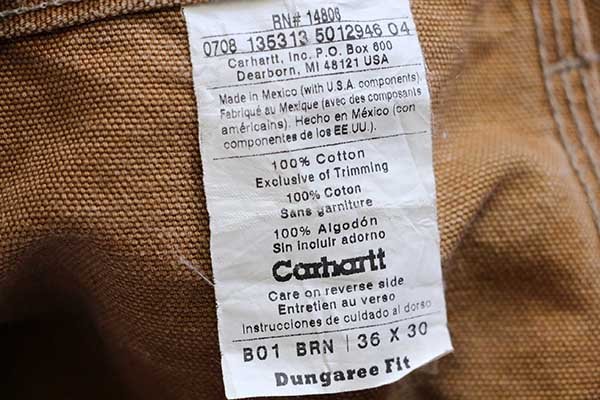 RN# 14806
0708 135313 5012946 04
Carhartt, Inc. P.O. Box 600
Dearborn, MI 48121 USA
Made in Mexico (with U.S.A. components)
Fabriqué au Mexique (avec des composants
américains). Hecho en México (con
componentes de los EE.UU.).
100% Cotton
Exclusive of Trimming
100% Coton
Sans garniture
100% Algodón
Sin incluir adorno
Carhartt
Care on reverse side
Entretien au verso
Instrucciones de cuidado al dorso
B01 BRN | 36 X 30
Dungaree Fit